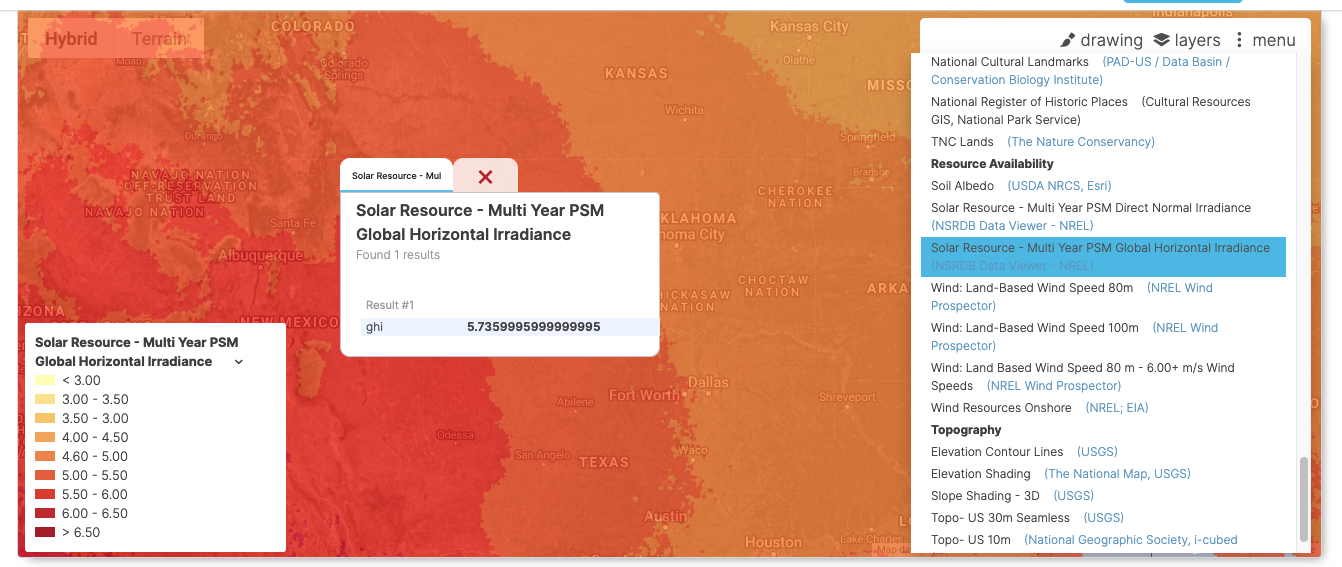 Indianapolis
Hybrid
Terrain
COLORADO
Moab
Colorado
Springs
Kansas City
Olathe
KANSAS
MISSO
Wichita
Springfield
Branson
Durango
NAVAJO NATION
OFF-RESERVATION
TRUST LAND
NAVAJO NATION
Santa Fe
Albuquerque
CHEROKEE
NATION
KLAHOMA
homa City
CHOCTAW
NATION
HICKASAW
NATION
ARKA
RIZONA
NEW MEXICO
Dallas
Fort Worth
Abilene
Shreveport
Odessa
San Angelo
TEXAS
Waco
Austin
Houston
Lake Charles
Map da
drawing
layers
menu
National Cultural Landmarks (PAD-US / Data Basin /
Conservation Biology Institute)
National Register of Historic Places (Cultural Resources
GIS, National Park Service)
TNC Lands (The Nature Conservancy)
Resource Availability
Soil Albedo (USDA NRCS, Esri)
Solar Resource - Multi Year PSM Direct Normal Irradiance
(NSRDB Data Viewer - NREL)
Solar Resource - Multi Year PSM Global Horizontal Irradiance
(NSRDB Data Viewer - NREL)
Wind: Land-Based Wind Speed 80m (NREL Wind
Prospector)
Wind: Land-Based Wind Speed 100m (NREL Wind
Prospector)
Wind: Land Based Wind Speed 80 m - 6.00+ m/s Wind
Speeds (NREL Wind Prospector)
Wind Resources Onshore (NREL; EIA)
Topography
Elevation Contour Lines (USGS)
Elevation Shading (The National Map, USGS)
Slope Shading - 3D (USGS)
Topo- US 30m Seamless (USGS)
Topo- US 10m (National Geographic Society, i-cubed
Solar Resource - Mul
Solar Resource - Multi Year PSM
Global Horizontal Irradiance
Found 1 results
Result #1
ghi 5.7359995999999995
Solar Resource - Multi Year PSM
Global Horizontal Irradiance
< 3.00
3.00 - 3.50
3.50 - 3.00
4.00 - 4.50
4.60 - 5.00
5.00 - 5.50
5.50 - 6.00
6.00 - 6.50
> 6.50